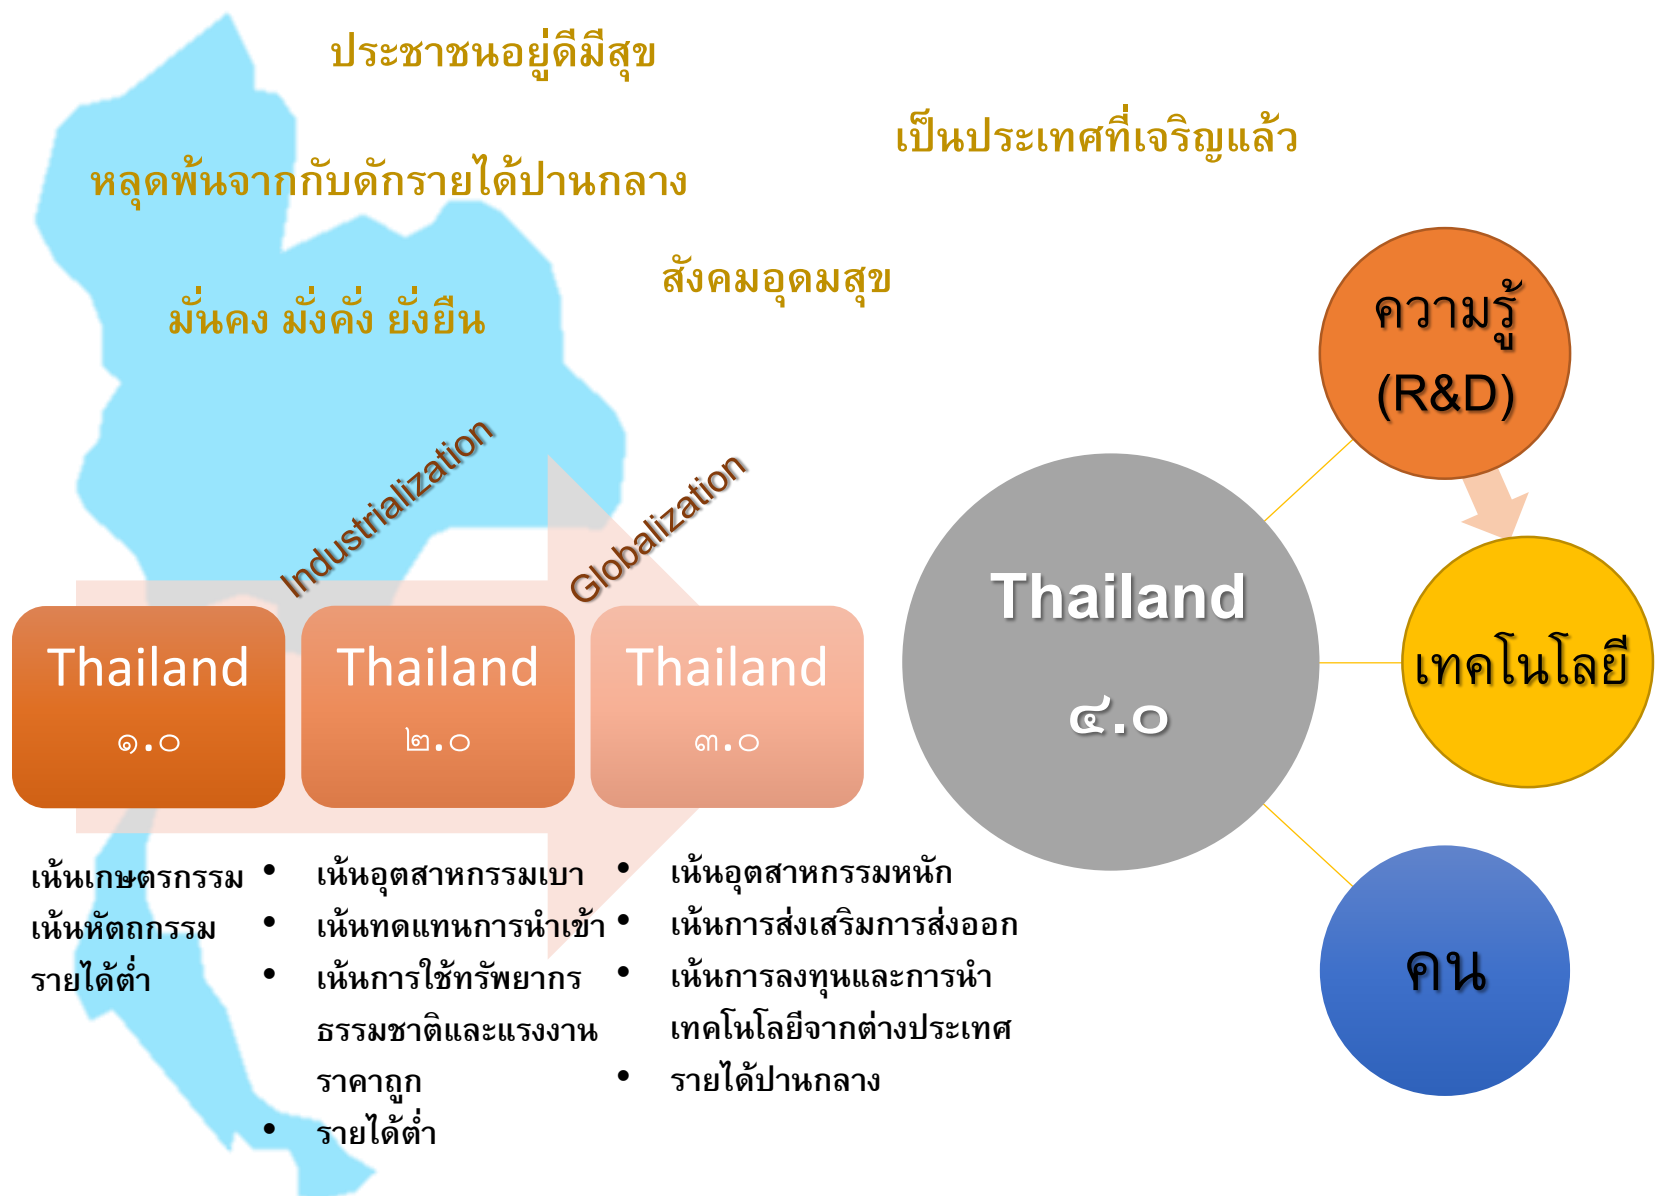 ประชาชนอยู่ดีมีสุข
เป็นประเทศที่เจริญแล้ว
หลุดพ้นจากกับดักรายได้ปานกลาง
สังคมอุดมสุข
มั่นคง มั่งคั่ง ยั่งยืน
Industrialization
Globalization
Thailand
๑.๐
Thailand
๒.๐
Thailand
๓.๐
เน้นเกษตรกรรม
เน้นหัตถกรรม
รายได้ต่ำ
• เน้นอุตสาหกรรมเบา
• เน้นทดแทนการนำเข้า
• เน้นการใช้ทรัพยากร
ธรรมชาติและแรงงาน
ราคาถูก
• รายได้ต่ำ
• เน้นอุตสาหกรรมหนัก
• เน้นการส่งเสริมการส่งออก
• เน้นการลงทุนและการนำ
เทคโนโลยีจากต่างประเทศ
• รายได้ปานกลาง
Thailand
๔.๐
ความรู้
(R&D)
เทคโนโลยี
คน